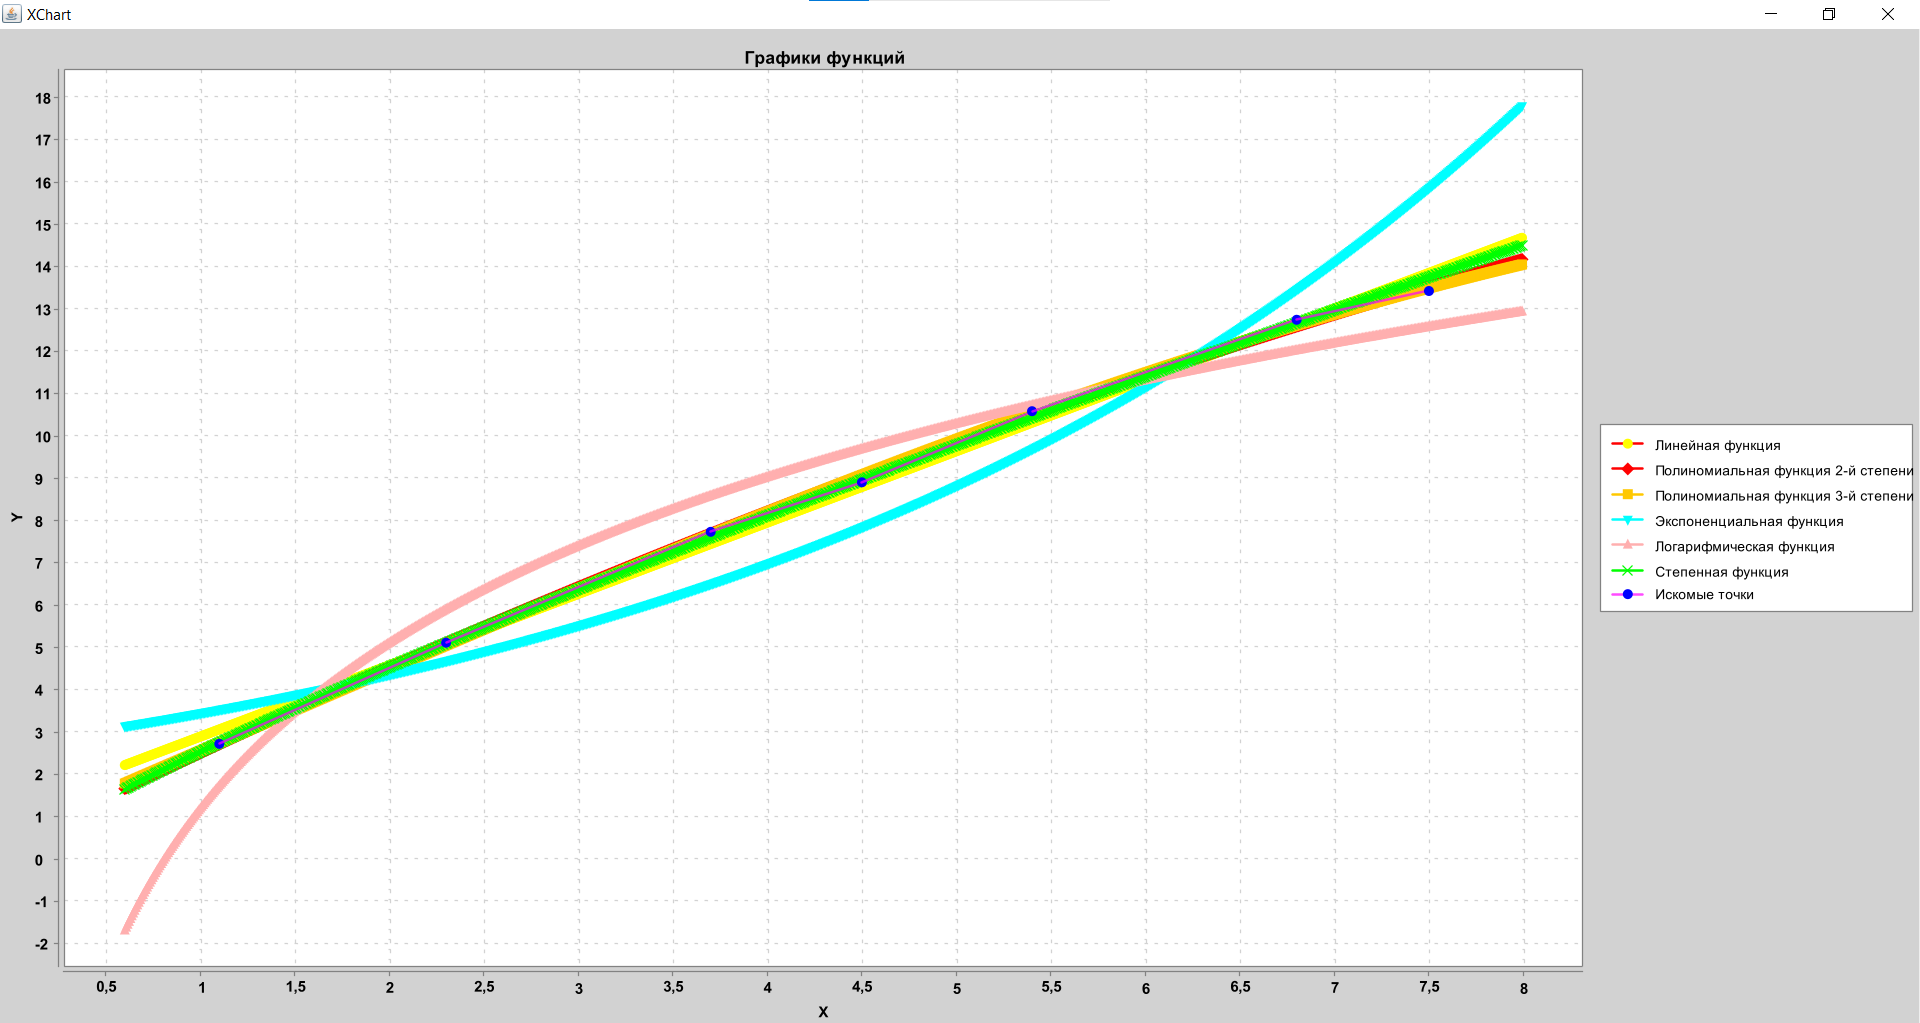 XChart
Графики функций
18
17
16
15
14
13
12
11
10
9
8
7
6
5
4
3
2
1
0
-1
-2
Y
0,5 1 1,5 2 2,5 3 3,5 4 4,5 5 5,5 6 6,5 7 7,5 8
X
Линейная функция
Полиномиальная функция 2-й степени
Полиномиальная функция 3-й степени
Экспоненциальная функция
Логарифмическая функция
Степенная функция
Искомые точки